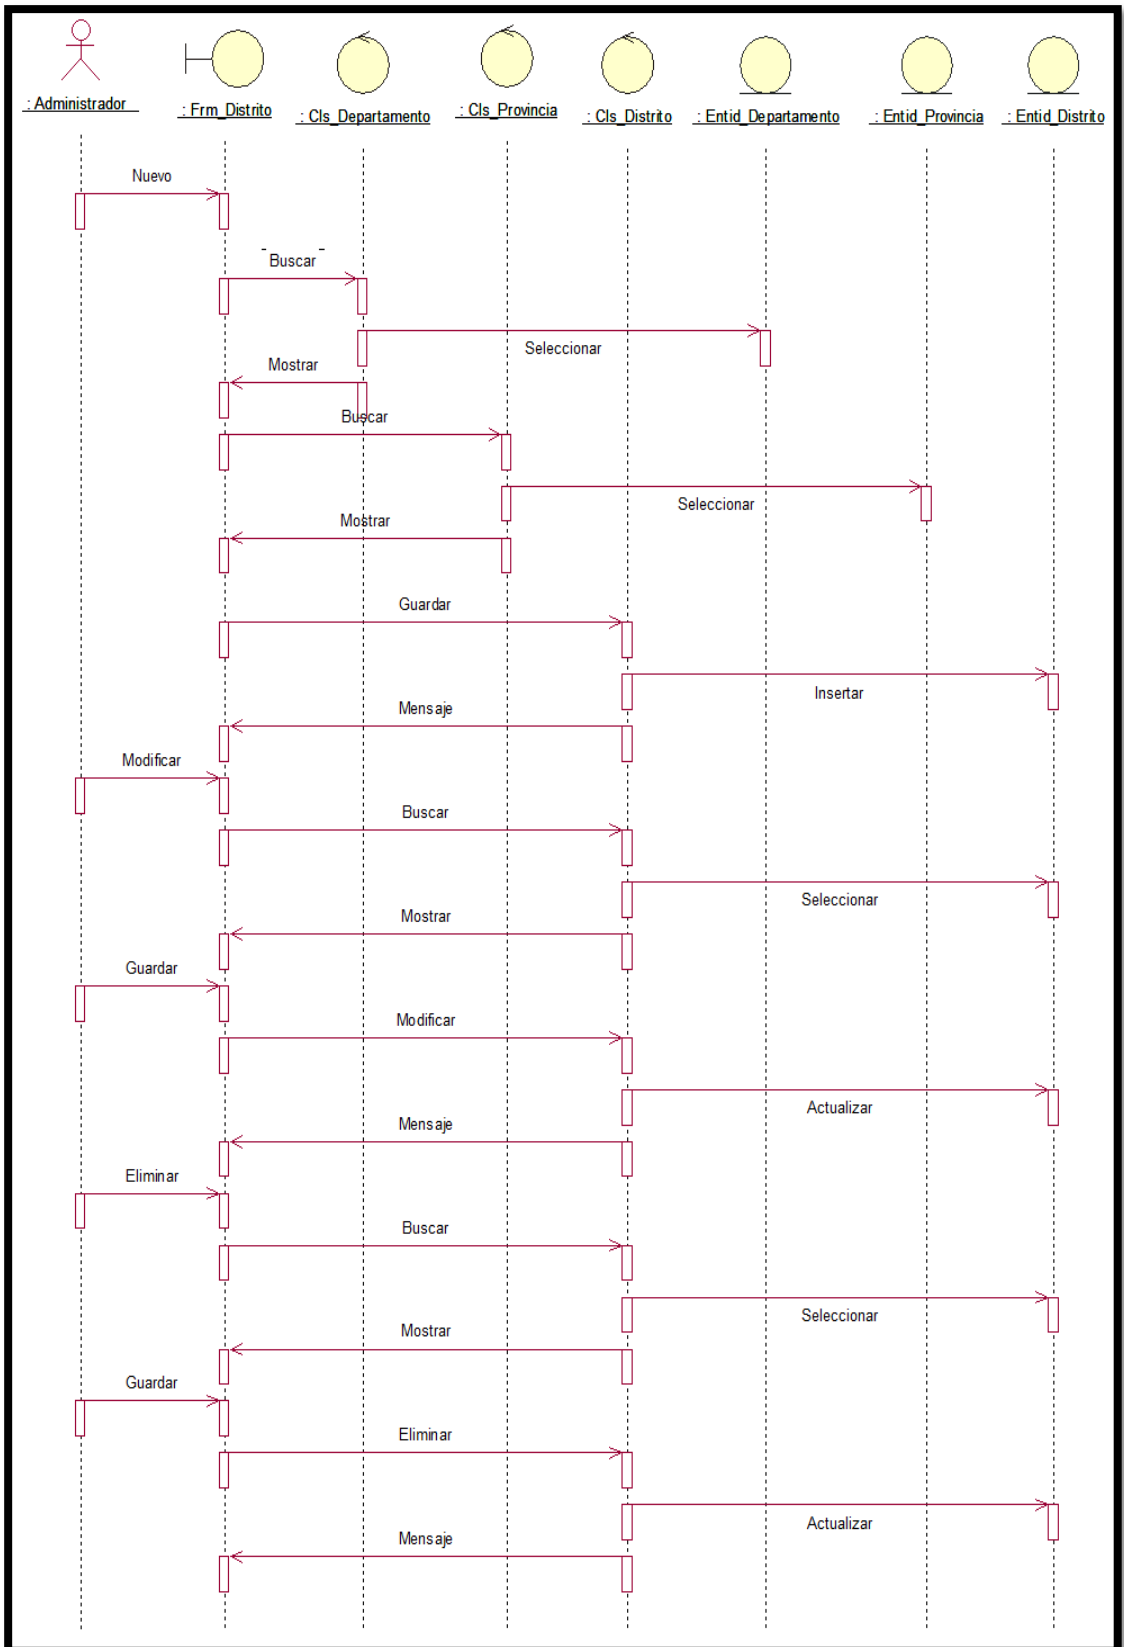 : Administrador
: Frm_Distrito
: Cls_Departamento
: Cls_Provincia
: Cls_Distrito
: Entid_Departamento
: Entid_Provincia
: Entid_Distrito
Nuevo
Buscar
Seleccionar
Mostrar
Buscar
Seleccionar
Mostrar
Guardar
Insertar
Mensaje
Modificar
Buscar
Seleccionar
Mostrar
Guardar
Modificar
Actualizar
Mensaje
Eliminar
Buscar
Seleccionar
Mostrar
Guardar
Eliminar
Actualizar
Mensaje